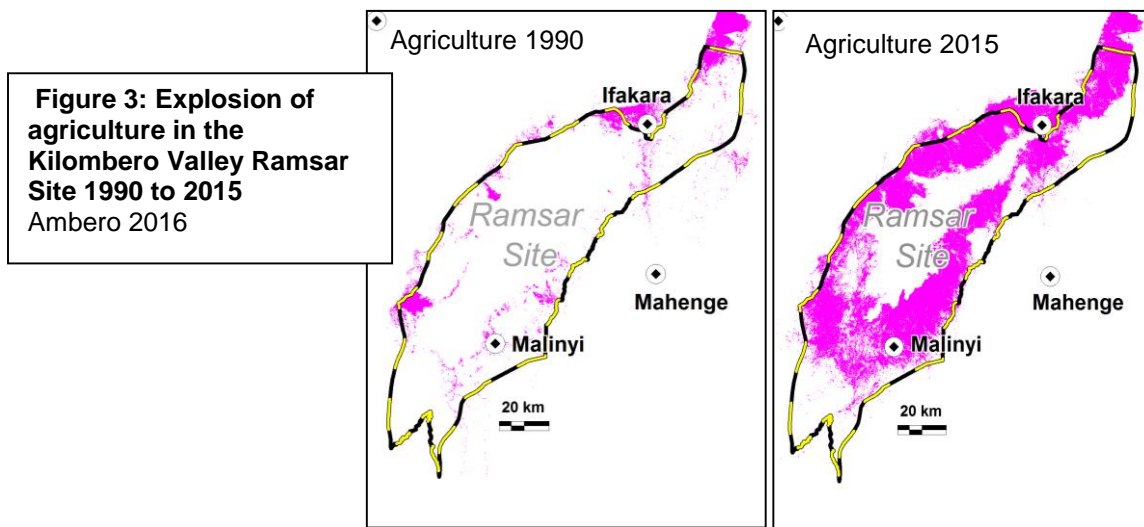 Figure 3: Explosion of
agriculture in the
Kilombero Valley Ramsar
Site 1990 to 2015
Ambero 2016
Agriculture 1990
Ifakara
Ramsar
Site
Mahenge
Malinyi
20 km
Agriculture 2015
Ifakara
Ramsar
Site
Mahenge
Malinyi
20 km